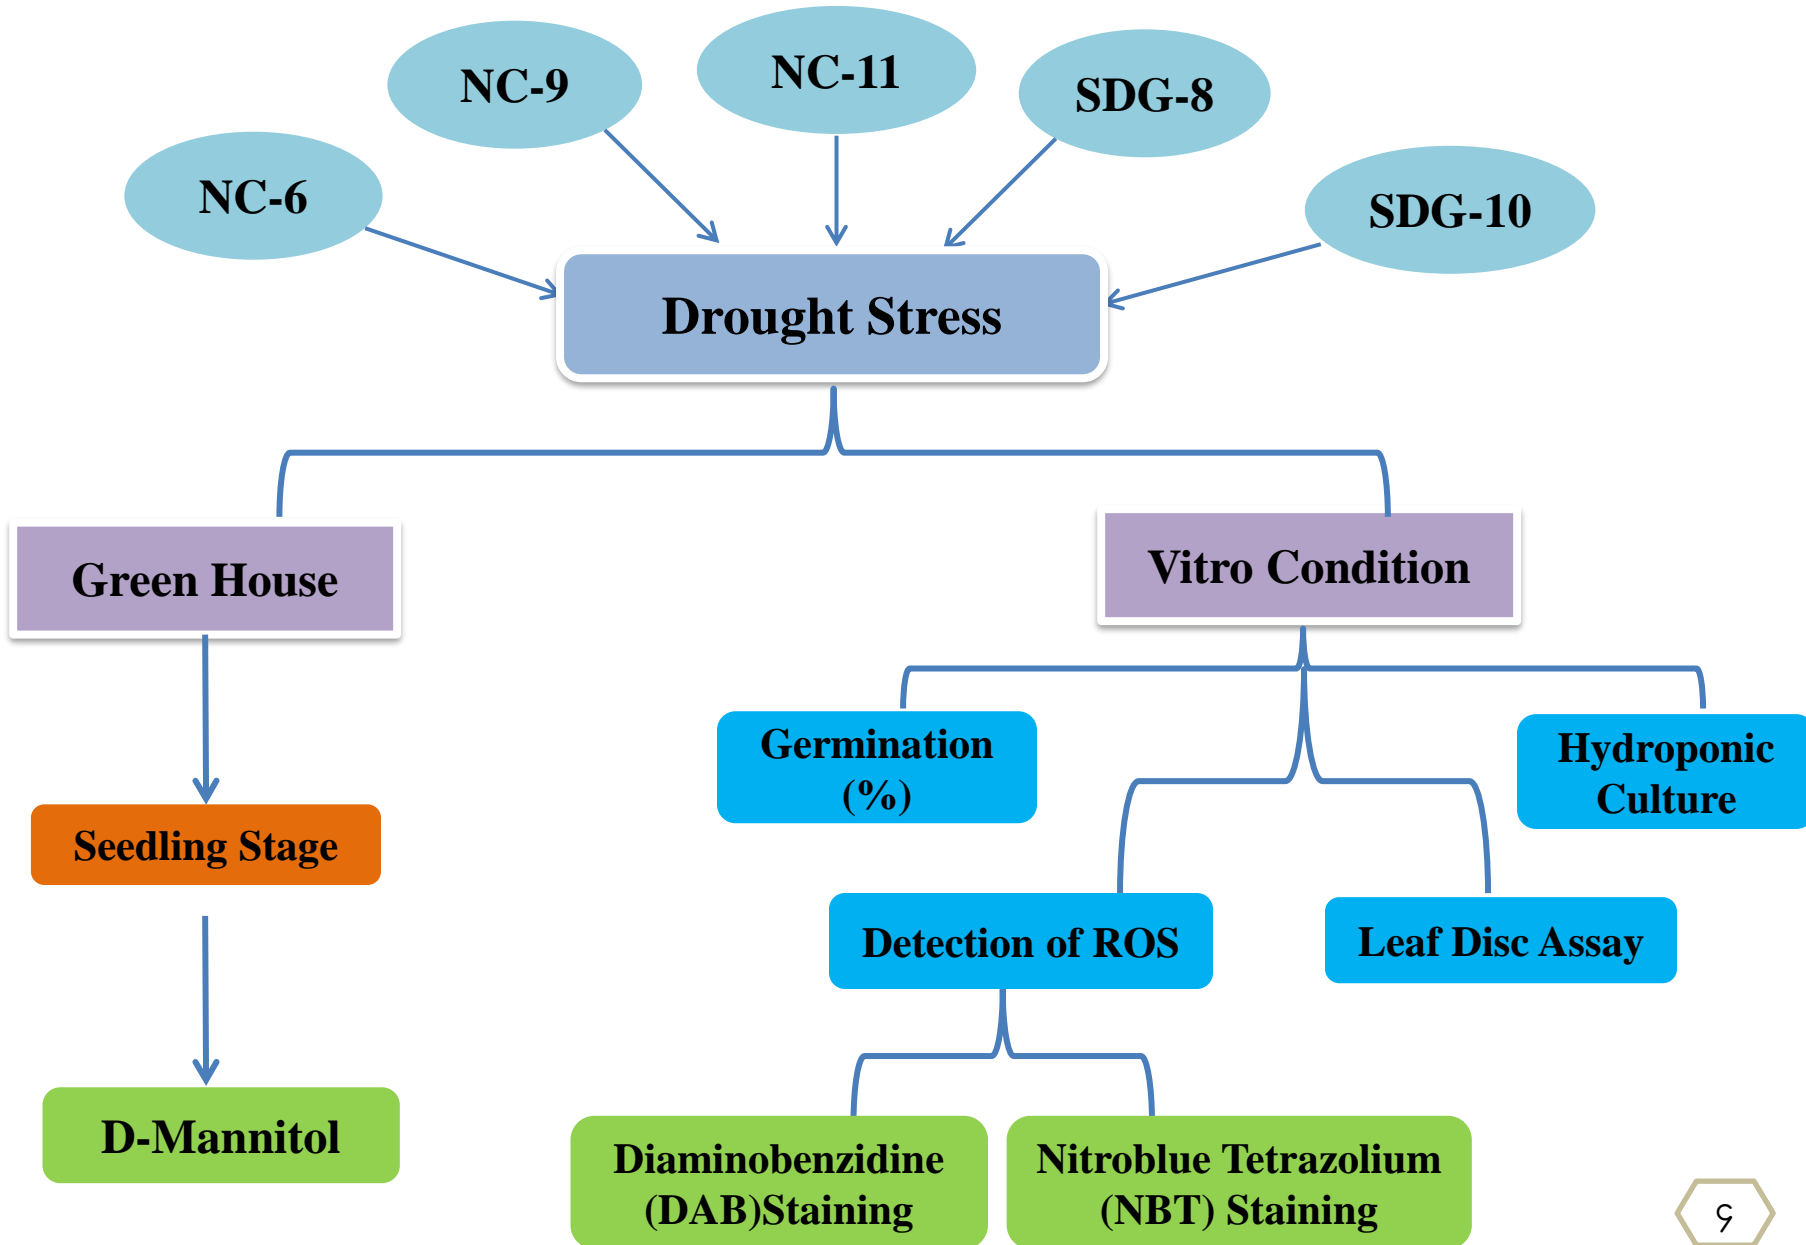 NC-6
NC-9
NC-11
SDG-8
SDG-10
Drought Stress
Green House
Vitro Condition
Seedling Stage
D-Mannitol
Germination
(%)
Hydroponic
Culture
Detection of ROS
Leaf Disc Assay
Diaminobenzidine
(DAB)Staining
Nitroblue Tetrazolium
(NBT) Staining